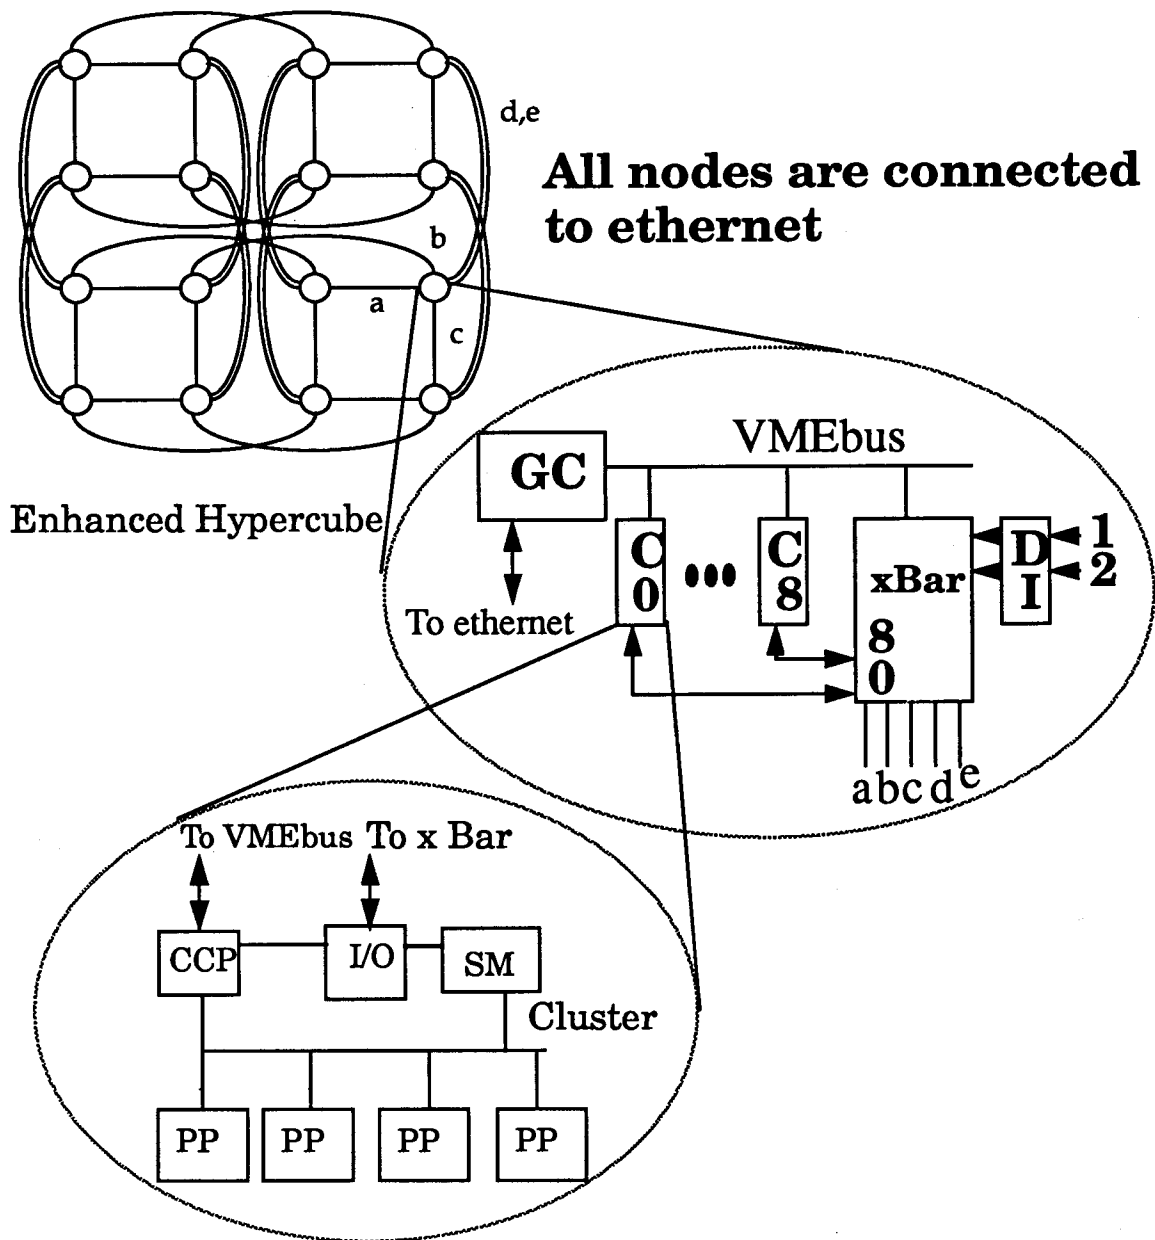 d,e
All nodes are connected
to ethernet
b
a
c
VMEbus
GC
Enhanced Hypercube
C
0
C
8
xBar
8
0
D
I
1
2
To ethernet
a b c d e
To VMEbus To x Bar
CCP
I/O
SM
Cluster
PP PP PP PP